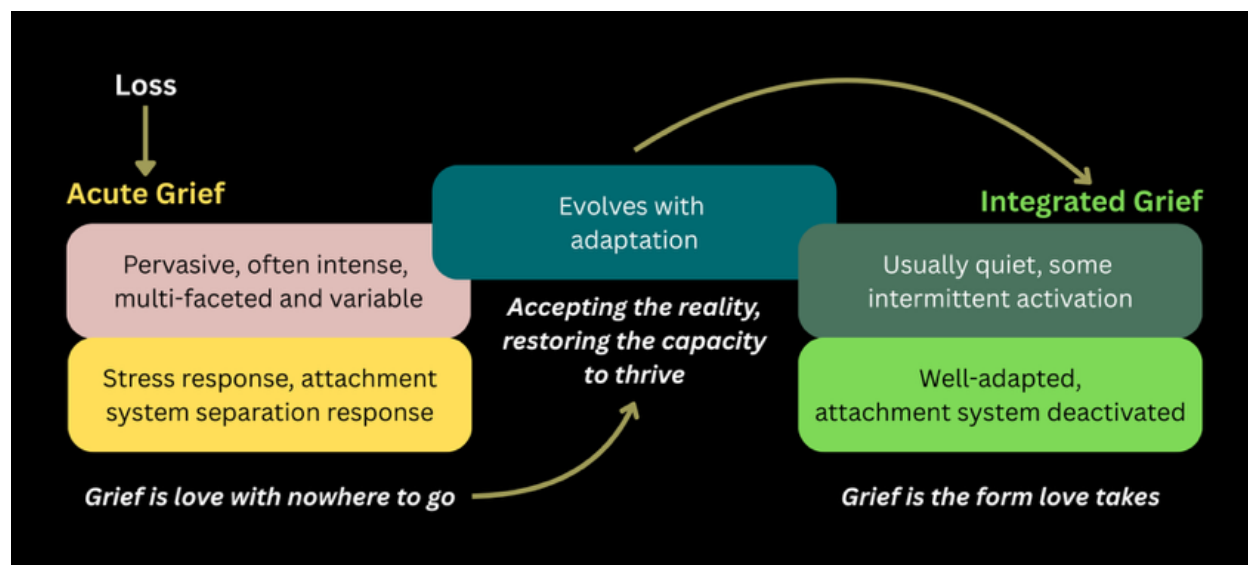 Loss
Acute Grief
Pervasive, often intense,
multi-faceted and variable
Stress response, attachment
system separation response
Grief is love with nowhere to go
Evolves with
adaptation
Accepting the reality,
restoring the capacity
to thrive
Integrated Grief
Usually quiet, some
intermittent activation
Well-adapted,
attachment system deactivated
Grief is the form love takes